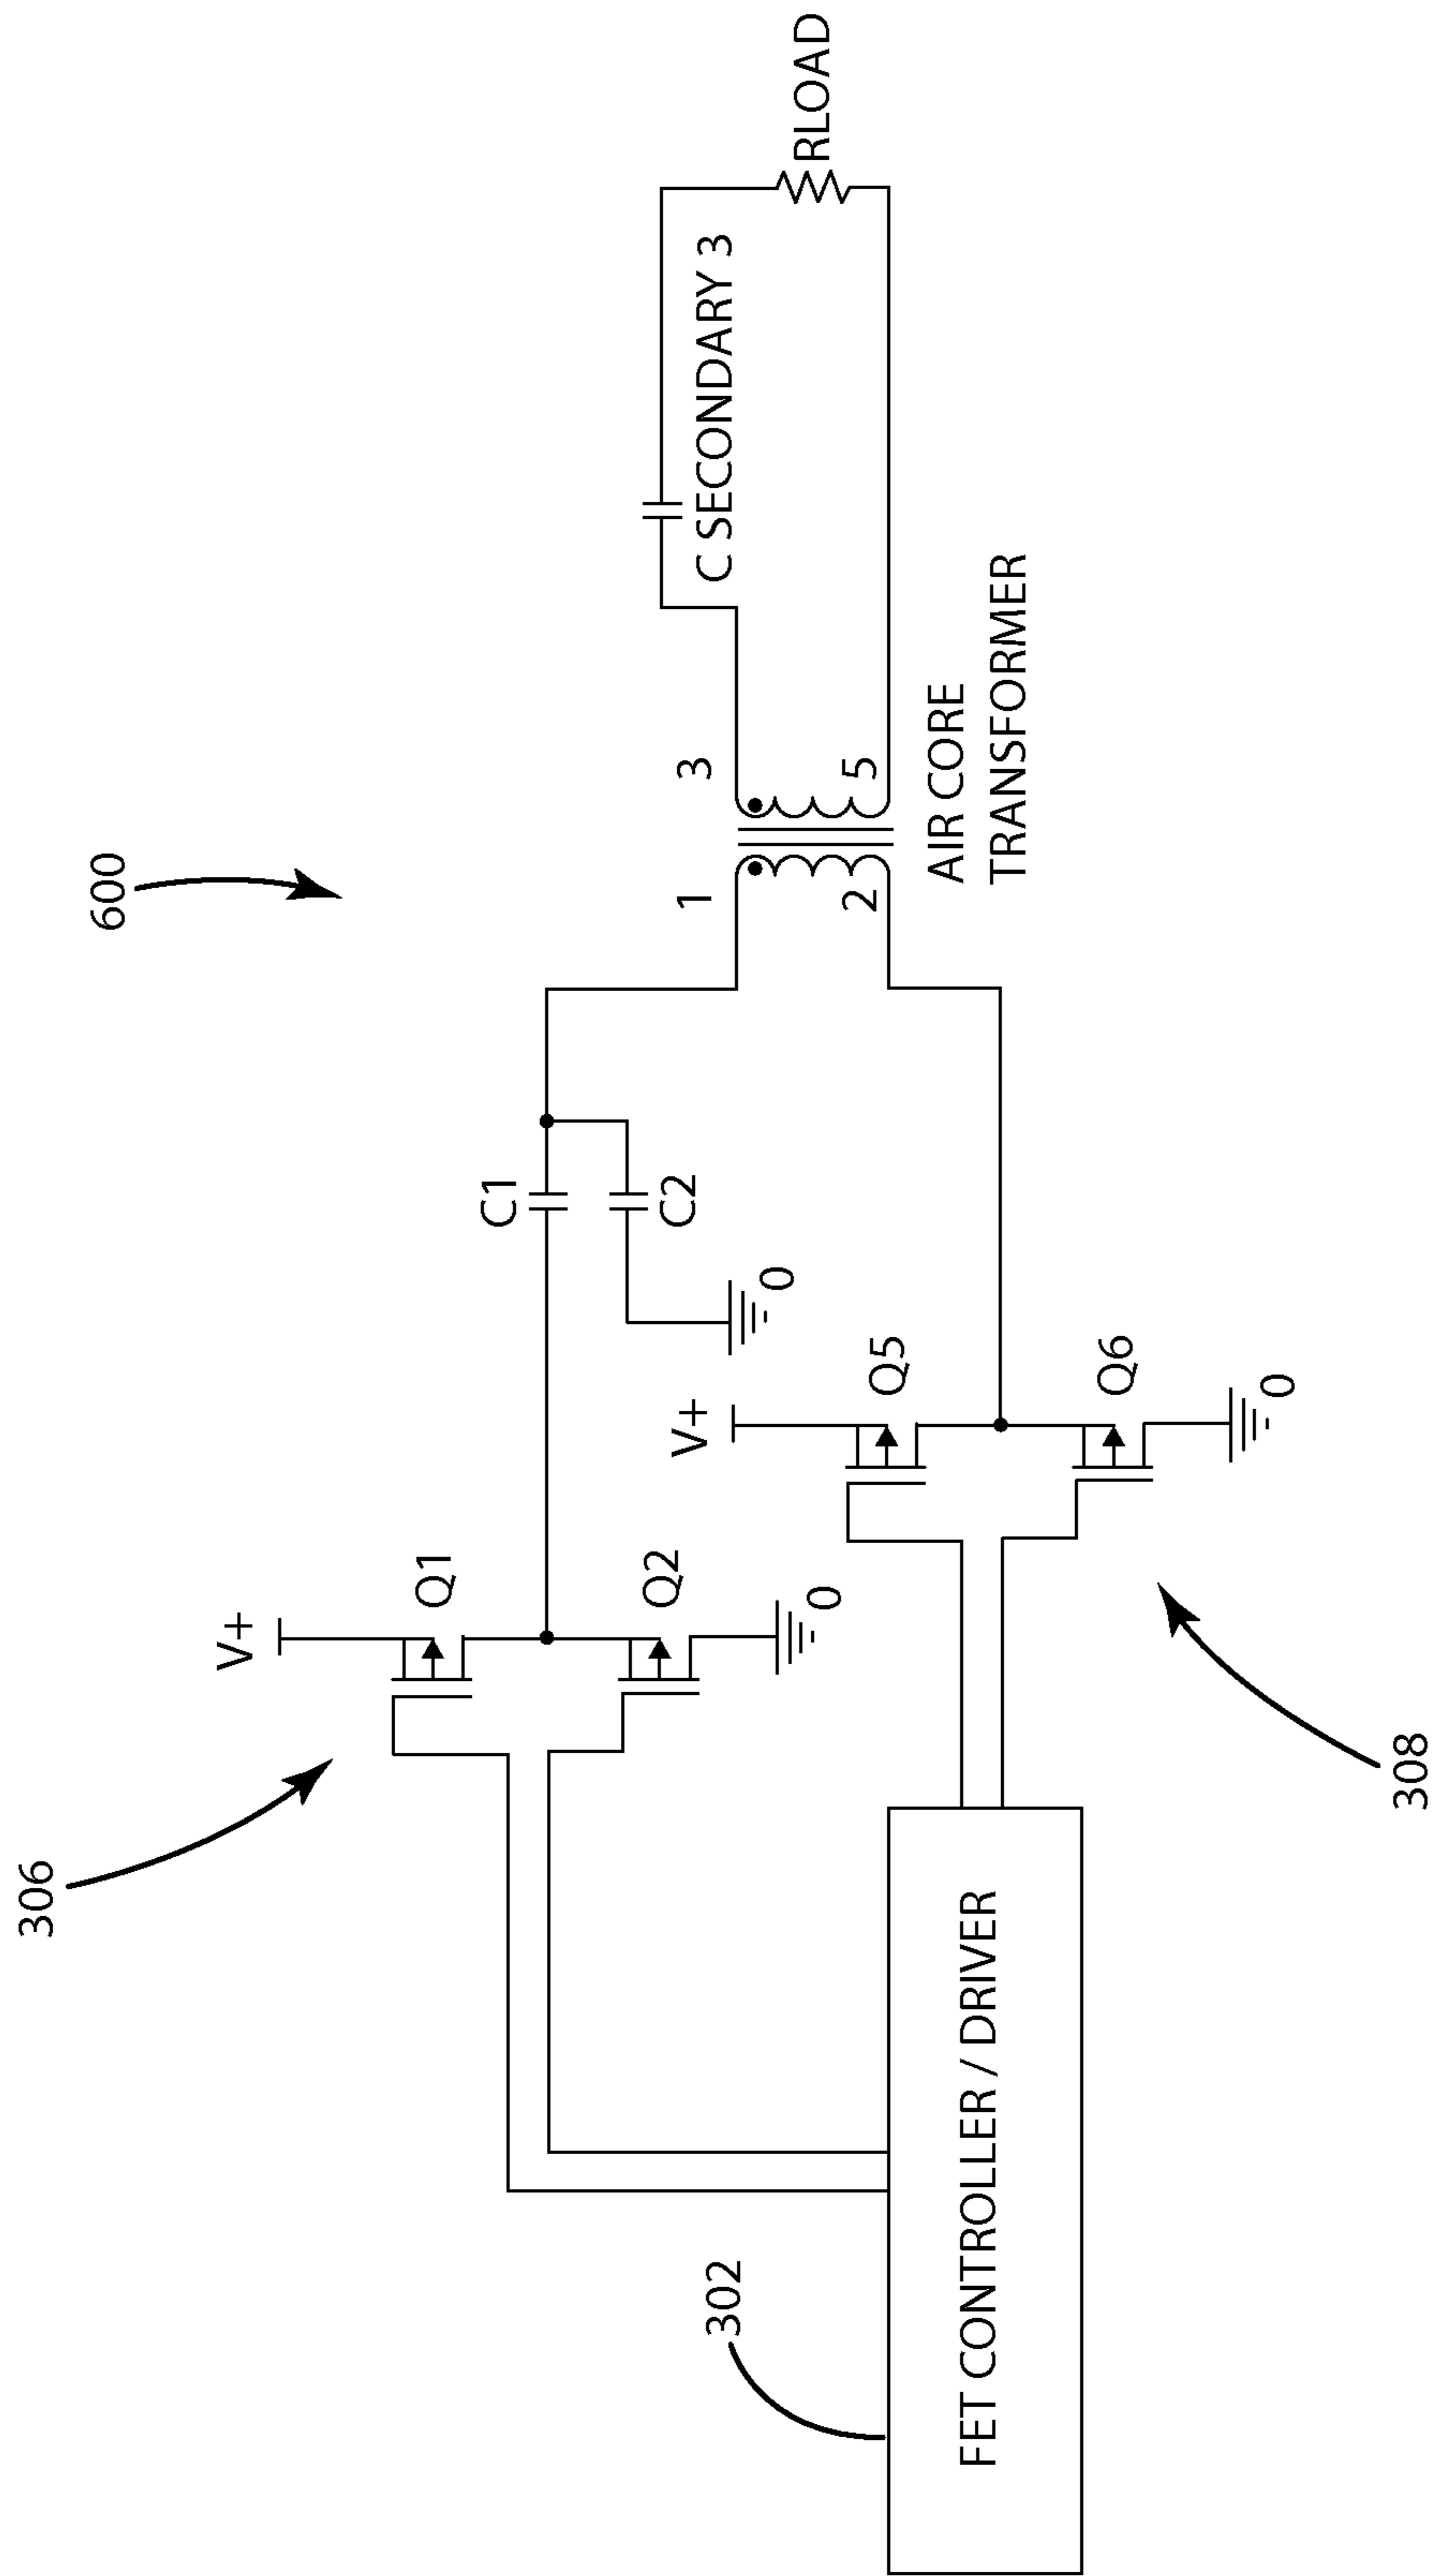 600
306
V+
Q1
Q2
0
C1
C2
0
V+
Q5
Q6
0
308
302
FET CONTROLLER / DRIVER
1
2
3
5
AIR CORE
TRANSFORMER
C SECONDARY 3
RLOAD